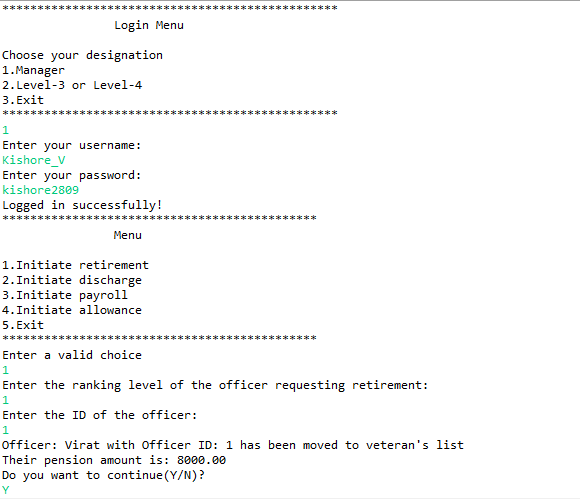 ************************************************
Login Menu
Choose your designation
1.Manager
2.Level-3 or Level-4
3.Exit
************************************************
1
Enter your username:
Kishore_V
Enter your password:
kishore2809
Logged in successfully!
*********************************************
Menu
1.Initiate retirement
2.Initiate discharge
3.Initiate payroll
4.Initiate allowance
5.Exit
*********************************************
Enter a valid choice
1
Enter the ranking level of the officer requesting retirement:
1
Enter the ID of the officer:
1
Officer: Virat with Officer ID: 1 has been moved to veteran's list
Their pension amount is: 8000.00
Do you want to continue(Y/N)?
Y